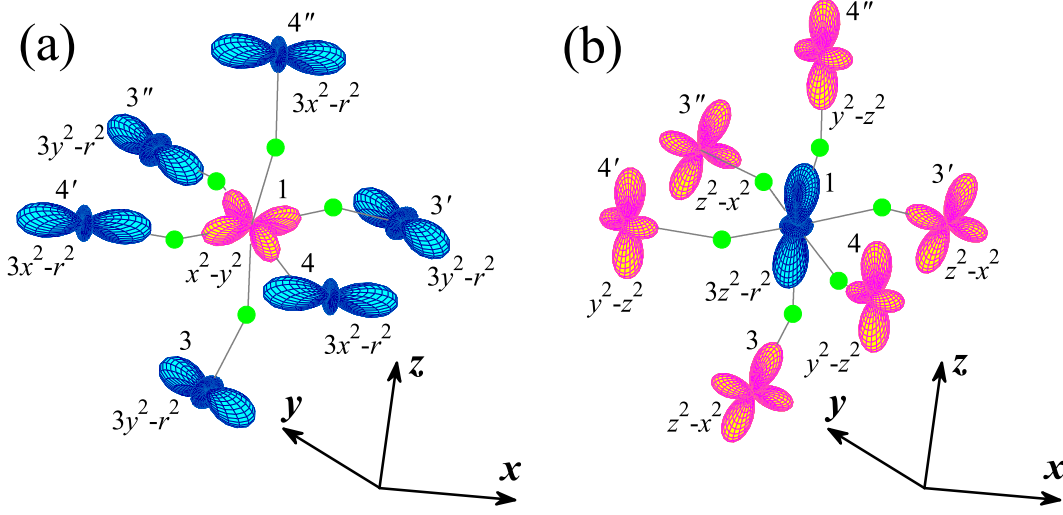 (a)
4″
3x²-r²
3″
3y²-r²
4′
3x²-r²
1
x²-y²
3′
3y²-r²
4
3x²-r²
3
3y²-r²
y
z
x
(b)
4″
y²-z²
3″
z²-x²
4′
y²-z²
1
3z²-r²
3′
z²-x²
4
y²-z²
3
z²-x²
y
z
x